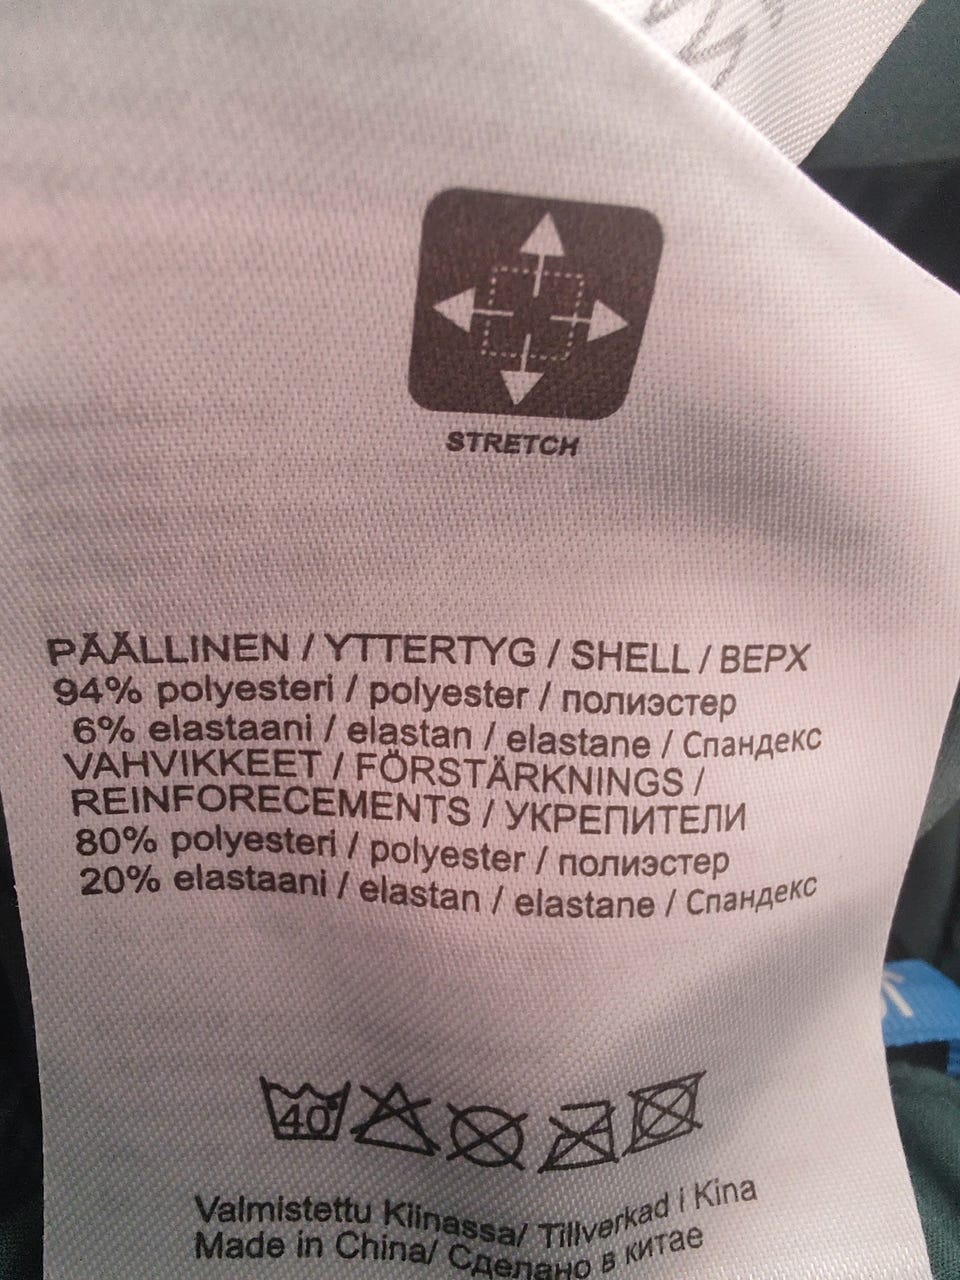 STRETCH
PÄÄLLINEN / YTTERTYG / SHELL / ВЕРХ
94% polyesteri / polyester / полиэстер
6% elastaani / elastan / elastane / Спандекс
VAHVIKKEET / FÖRSTÄRKNINGS /
REINFORECEMENTS / УКРЕПИТЕЛИ
80% polyesteri / polyester / полиэстер
20% elastaani / elastan / elastane / Спандекс
40°
Valmistettu Kiinassa/ Tillverkad i Kina
Made in China/ Сделано в китае